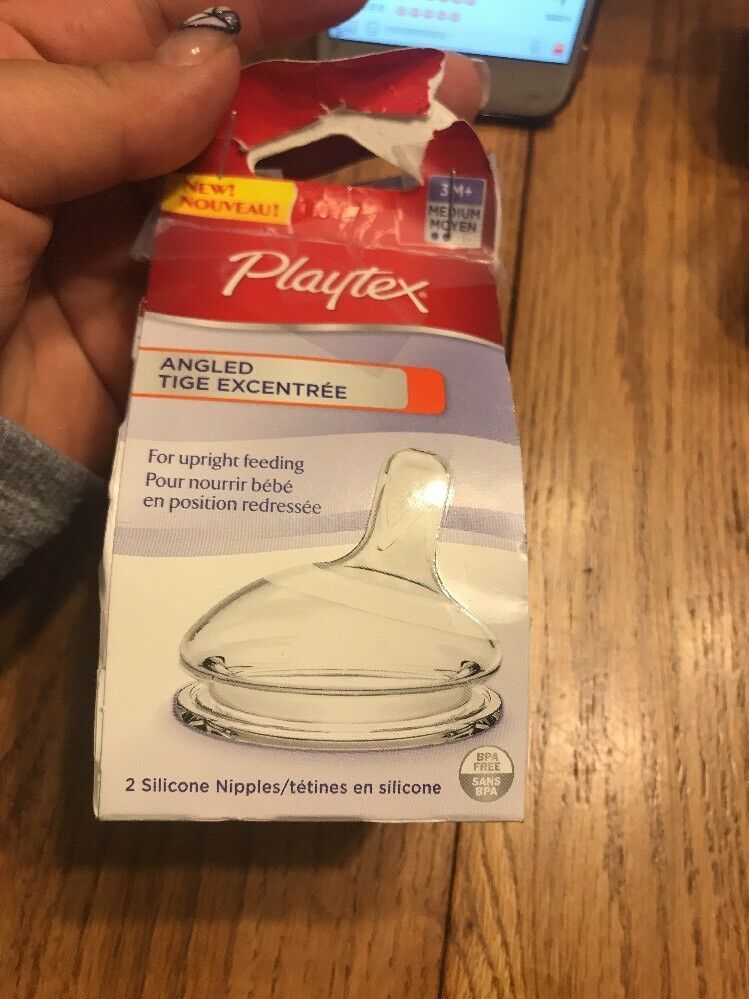 NEW!
NOUVEAU!
3M+
MEDIUM
MOYEN
Playtex
ANGLED
TIGE EXCENTRÉE
For upright feeding
Pour nourrir bébé
en position redressée
2 Silicone Nipples/tétines en silicone
BPA
FREE
SANS
BPA